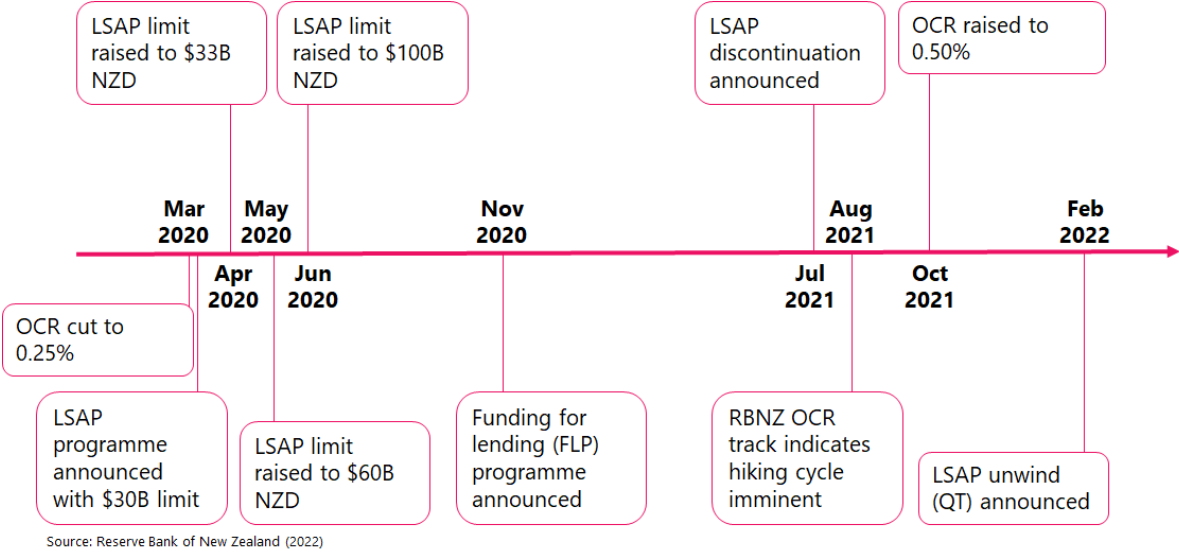 LSAP limit
raised to $33B
NZD
LSAP limit
raised to $100B
NZD
LSAP
discontinuation
announced
OCR raised to
0.50%
Mar
2020
May
2020
Nov
2020
Aug
2021
Feb
2022
Apr
2020
Jun
2020
Jul
2021
Oct
2021
OCR cut to
0.25%
LSAP
programme
announced
with $30B limit
LSAP limit
raised to $60B
NZD
Funding for
lending (FLP)
programme
announced
RBNZ OCR
track indicates
hiking cycle
imminent
LSAP unwind
(QT) announced
Source: Reserve Bank of New Zealand (2022)